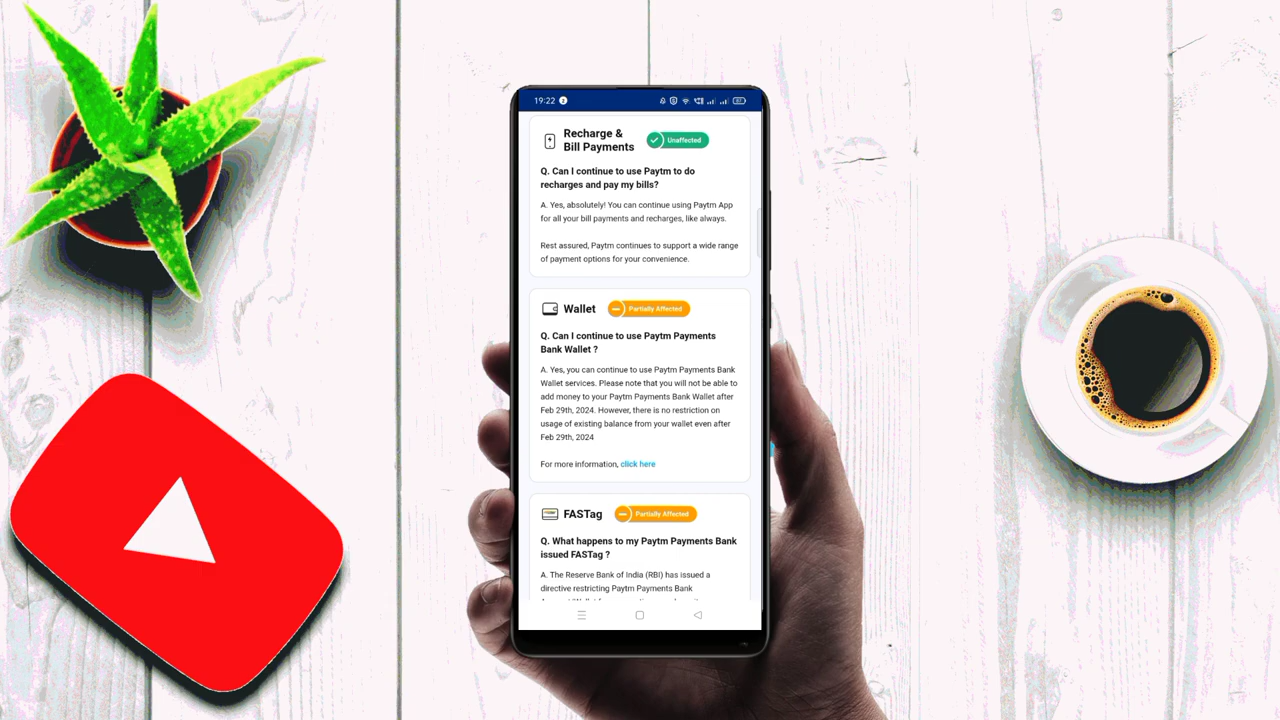 19:22
Recharge &
Bill Payments
Unaffected
Q. Can I continue to use Paytm to do
recharges and pay my bills?
A. Yes, absolutely! You can continue using Paytm App
for all your bill payments and recharges, like always.
Rest assured, Paytm continues to support a wide range
of payment options for your convenience.
Wallet
Partially Affected
Q. Can I continue to use Paytm Payments
Bank Wallet ?
A. Yes, you can continue to use Paytm Payments Bank
Wallet services. Please note that you will not be able to
add money to your Paytm Payments Bank Wallet after
Feb 29th, 2024. However, there is no restriction on
usage of existing balance from your wallet even after
Feb 29th, 2024
For more information, click here
FASTag
Partially Affected
Q. What happens to my Paytm Payments Bank
issued FASTag ?
A. The Reserve Bank of India (RBI) has issued a
directive restricting Paytm Payments Bank